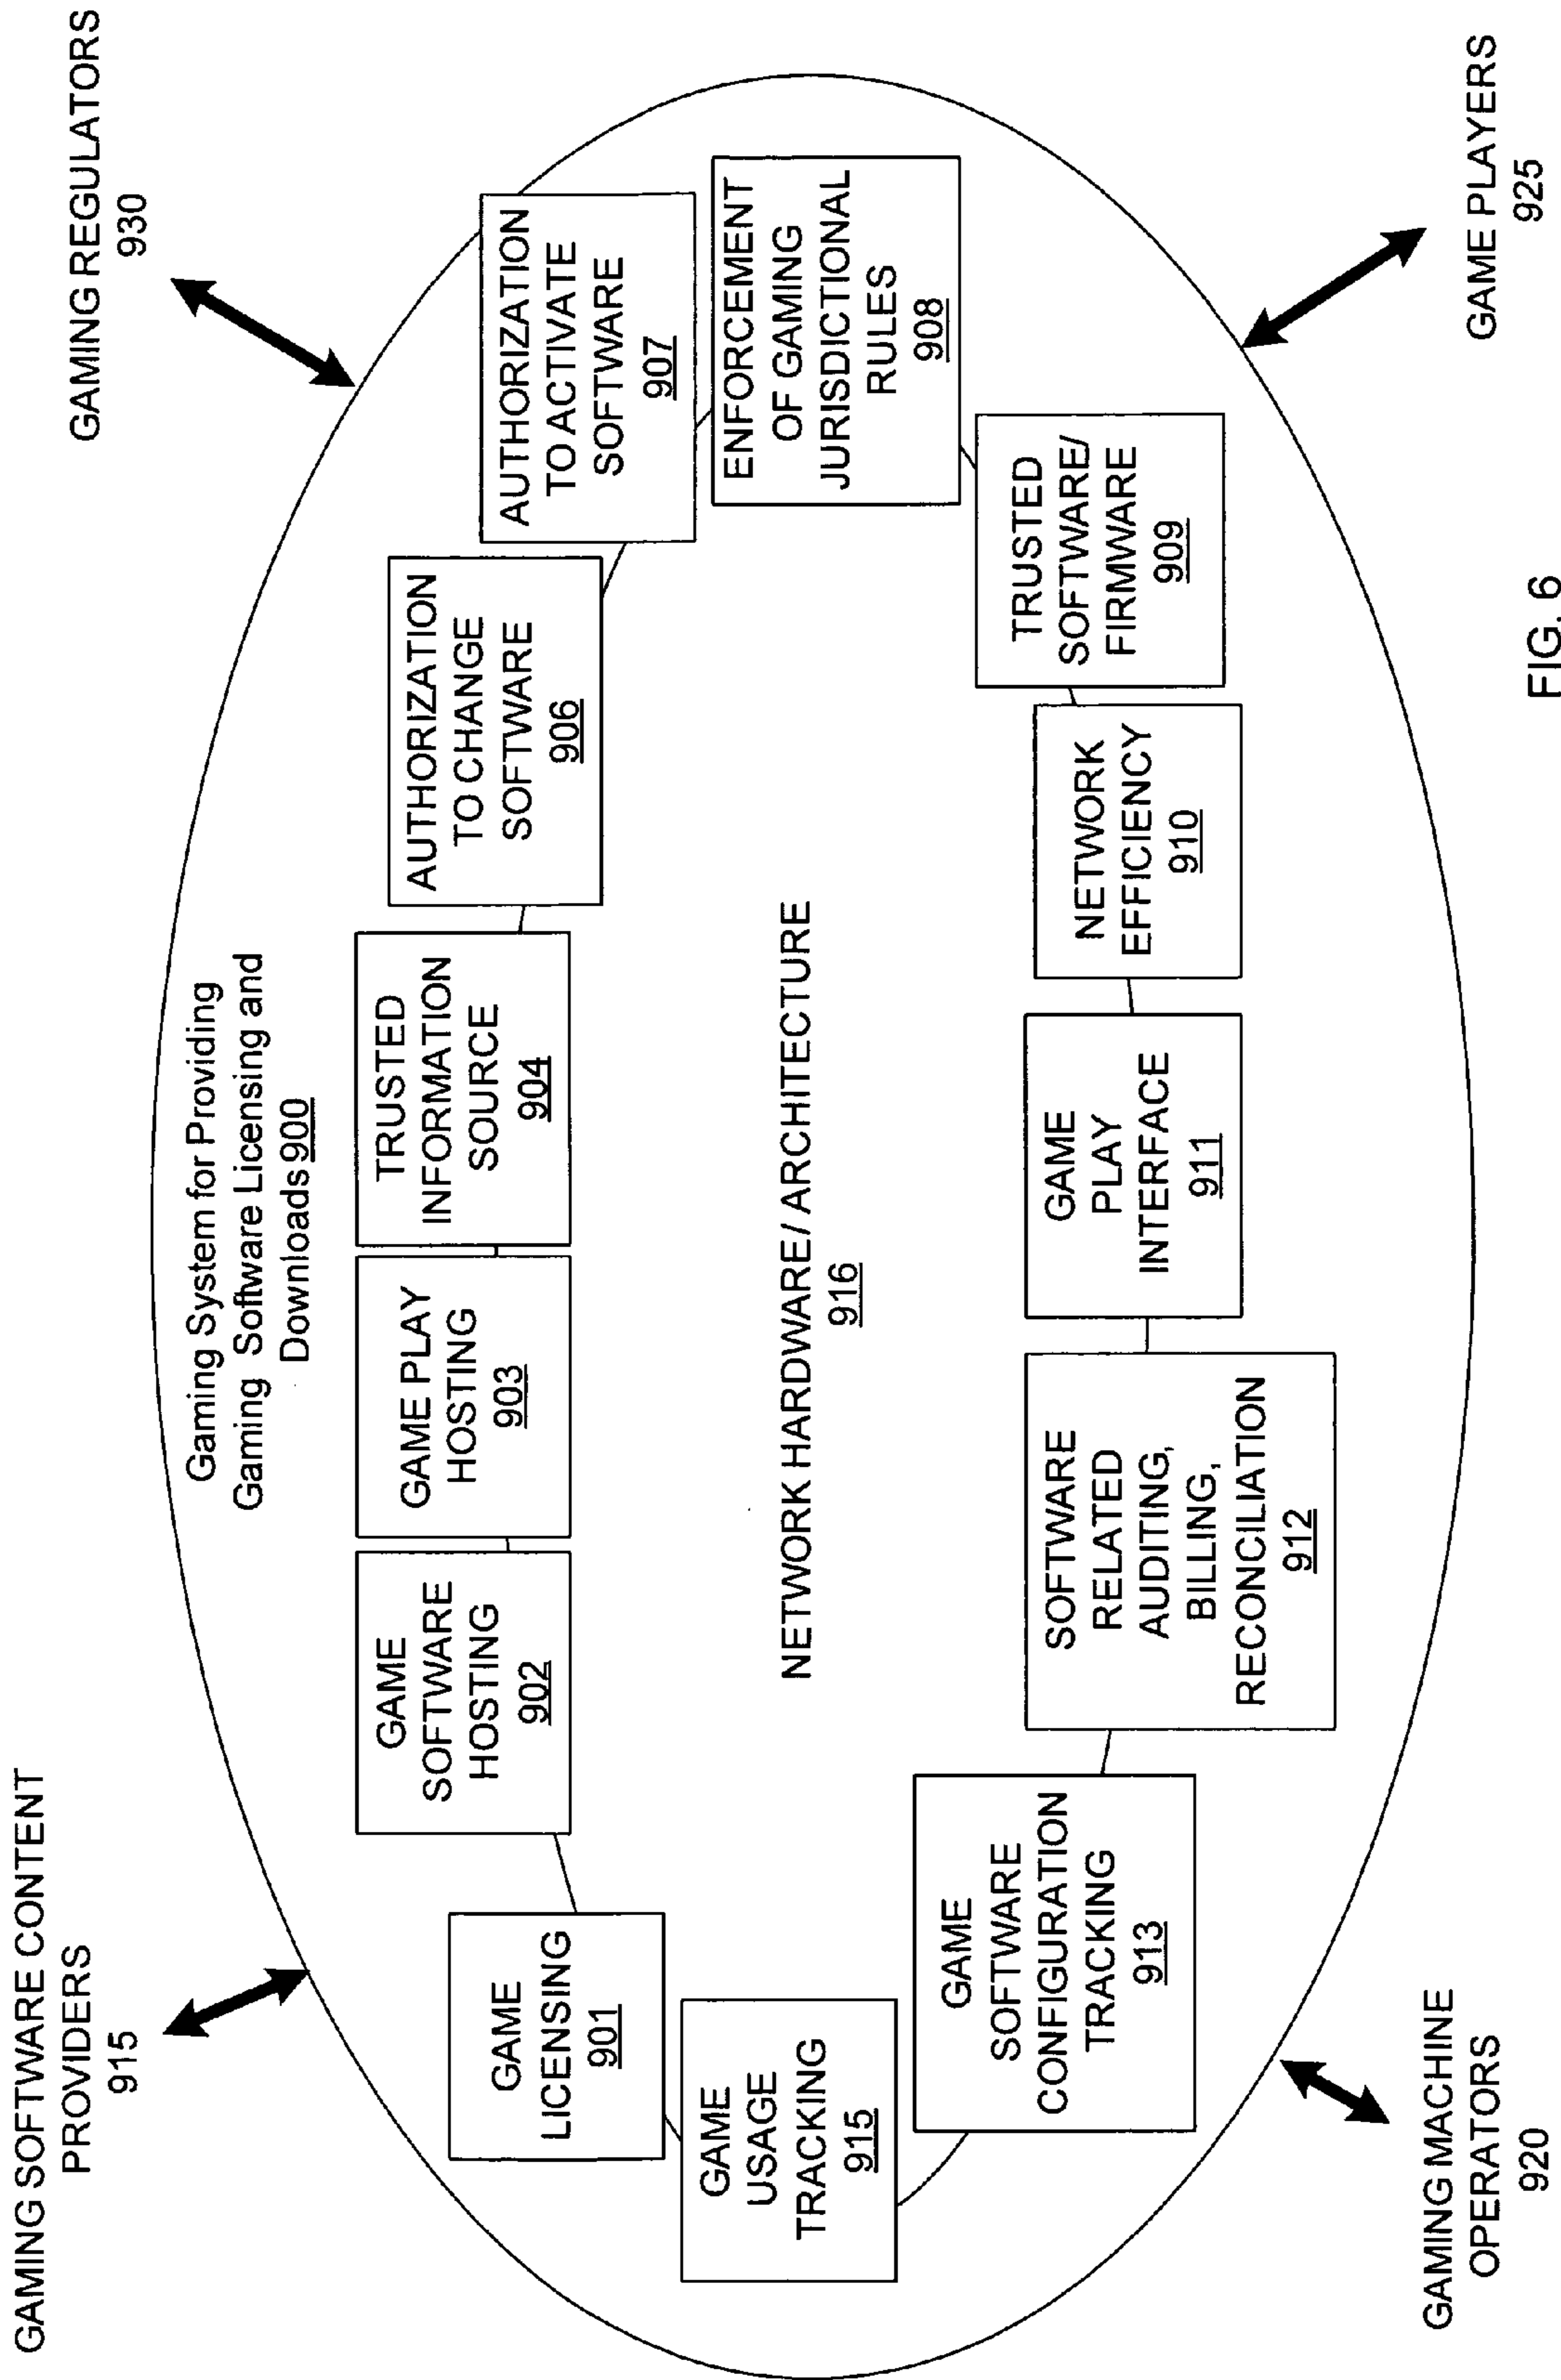 GAMING SOFTWARE CONTENT
PROVIDERS
915
GAMING REGULATORS
930
Gaming System for Providing
Gaming Software Licensing and
Downloads 900
GAME
LICENSING
901
GAME
SOFTWARE
HOSTING
902
GAME PLAY
HOSTING
903
TRUSTED
INFORMATION
SOURCE
904
AUTHORIZATION
TO CHANGE
SOFTWARE
906
AUTHORIZATION
TO ACTIVATE
SOFTWARE
907
ENFORCEMENT
OF GAMING
JURISDICTIONAL
RULES
908
TRUSTED
SOFTWARE/
FIRMWARE
909
NETWORK
EFFICIENCY
910
GAME
PLAY
INTERFACE
911
SOFTWARE
RELATED
AUDITING,
BILLING,
RECONCILIATION
912
GAME
SOFTWARE
CONFIGURATION
TRACKING
913
GAME
USAGE
TRACKING
915
NETWORK HARDWARE/ ARCHITECTURE
916
GAMING MACHINE
OPERATORS
920
GAME PLAYERS
925
FIG. 6